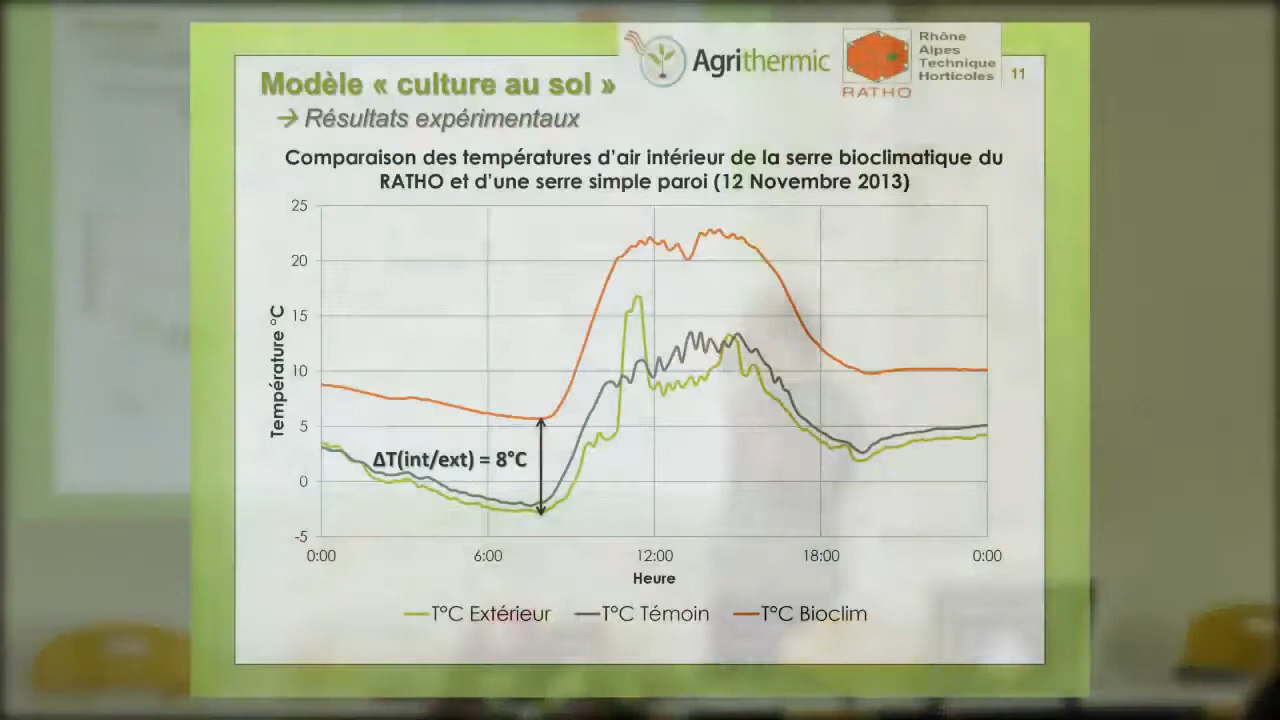 Agrithermic
Rhône
Alpes
Technique
Horticoles
RATHO
11
Modèle « culture au sol »
→ Résultats expérimentaux
Comparaison des températures d'air intérieur de la serre bioclimatique du
RATHO et d'une serre simple paroi (12 Novembre 2013)
25
20
15
10
5
0
-5
Température °C
ΔT(int/ext) = 8°C
0:00 6:00 12:00 18:00 0:00
Heure
T°C Extérieur T°C Témoin T°C Bioclim